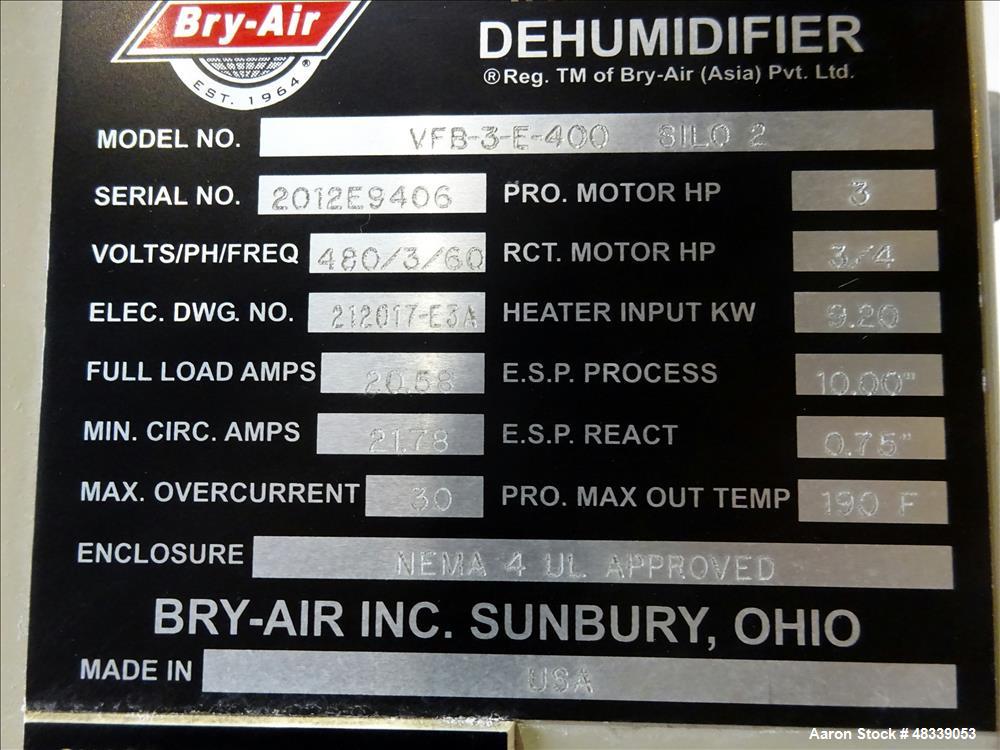 Bry-Air
EST. 1964®
DEHUMIDIFIER
®Reg. TM of Bry-Air (Asia) Pvt. Ltd.
MODEL NO. VFB-3-E-400 SILO 2
SERIAL NO. 2012E9406 PRO. MOTOR HP 3
VOLTS/PH/FREQ 480/3/60 RCT. MOTOR HP 3/4
ELEC. DWG. NO. 212017-E3A HEATER INPUT KW 9.20
FULL LOAD AMPS 20.58 E.S.P. PROCESS 10.00"
MIN. CIRC. AMPS 21.78 E.S.P. REACT 0.75"
MAX. OVERCURRENT 30 PRO. MAX OUT TEMP 190 F
ENCLOSURE NEMA 4 UL APPROVED
BRY-AIR INC. SUNBURY, OHIO
MADE IN USA
Aaron Stock # 48339053